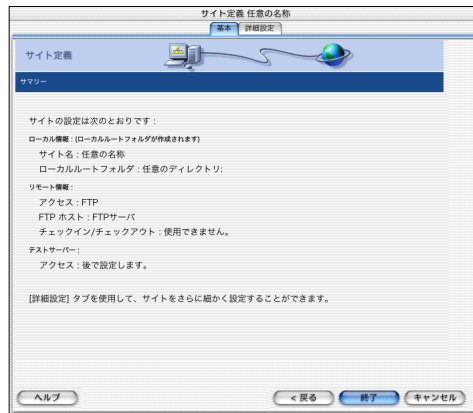 サイト定義 任意の名称
基本 詳細設定
サイト定義
サマリー
サイトの設定は次のとおりです :
ローカル情報 : (ローカルルートフォルダが作成されます)
サイト名 : 任意の名称
ローカルルートフォルダ : 任意のディレクトリ:
リモート情報 :
アクセス : FTP
FTP ホスト : FTPサーバ
チェックイン/チェックアウト : 使用できません。
テストサーバー :
アクセス : 後で設定します。
[詳細設定] タブを使用して、サイトをさらに細かく設定することができます。
ヘルプ <戻る 終了 キャンセル